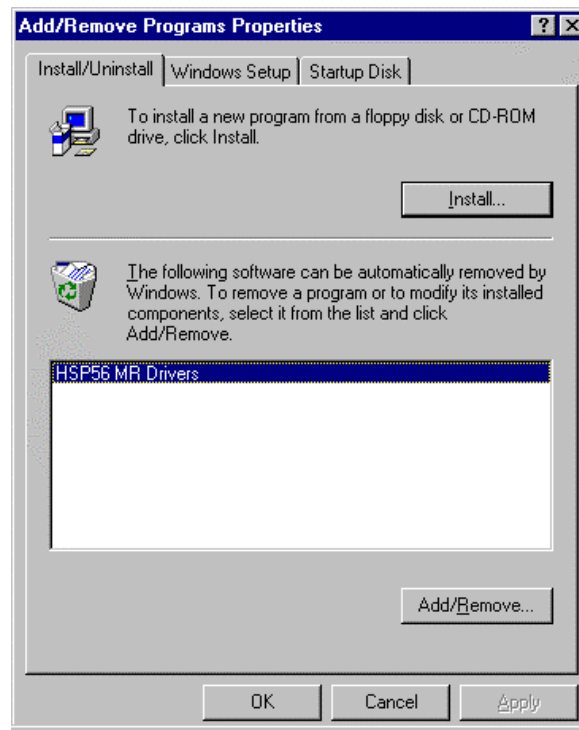 Add/Remove Programs Properties
Install/Uninstall
Windows Setup
Startup Disk
To install a new program from a floppy disk or CD-ROM
drive, click Install.
Install...
The following software can be automatically removed by
Windows. To remove a program or to modify its installed
components, select it from the list and click
Add/Remove.
HSP56 MR Drivers
Add/Remove...
OK
Cancel
Apply